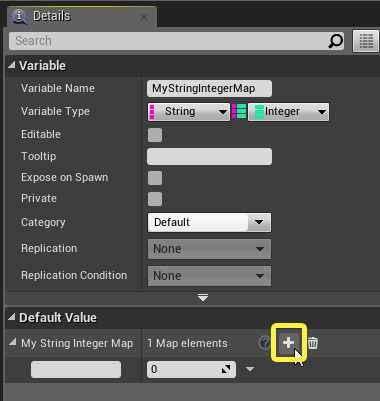 Details
Search
Variable
Variable Name MyStringIntegerMap
Variable Type String Integer
Editable
Tooltip
Expose on Spawn
Private
Category Default
Replication None
Replication Condition None
Default Value
My String Integer Map 1 Map elements
0